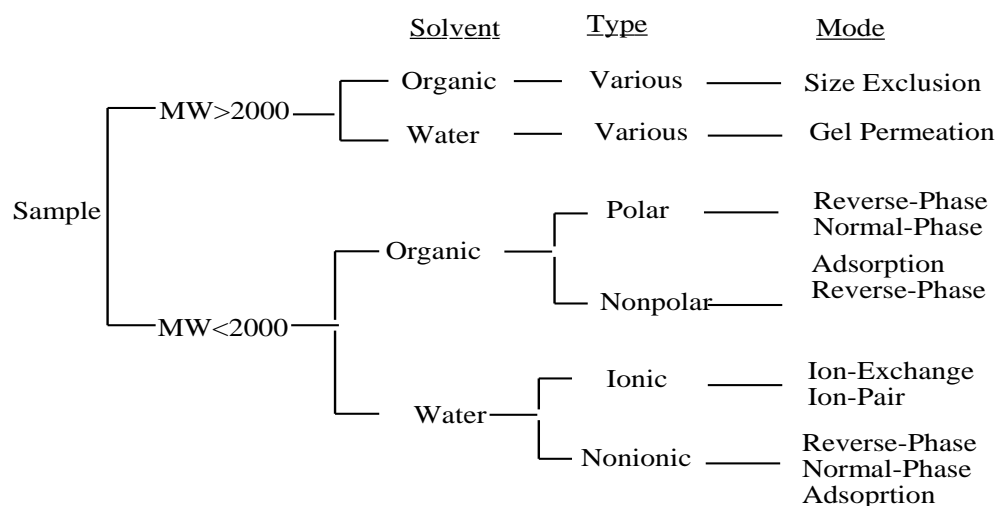 Solvent Type Mode
Organic Various Size Exclusion
MW>2000
Water Various Gel Permeation
Sample
Polar Reverse-Phase
Normal-Phase
Organic
Adsorption
Nonpolar Reverse-Phase
MW<2000
Ionic Ion-Exchange
Ion-Pair
Water
Nonionic Reverse-Phase
Normal-Phase
Adsoprtion